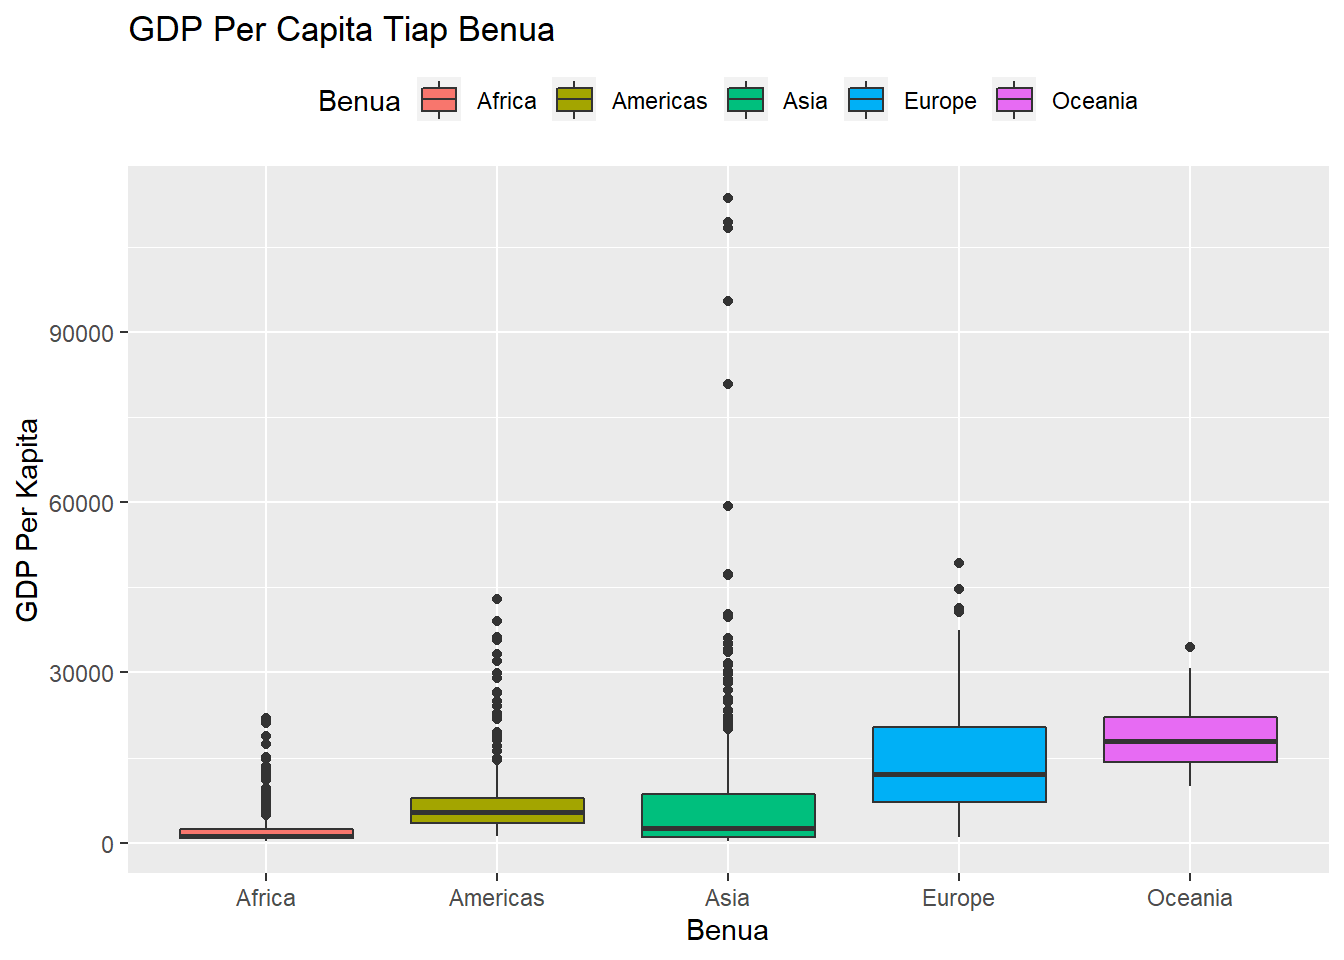 GDP Per Capita Tiap Benua
Benua Africa Americas Asia Europe Oceania
GDP Per Kapita
90000
60000
30000
0
Africa Americas Asia Europe Oceania
Benua